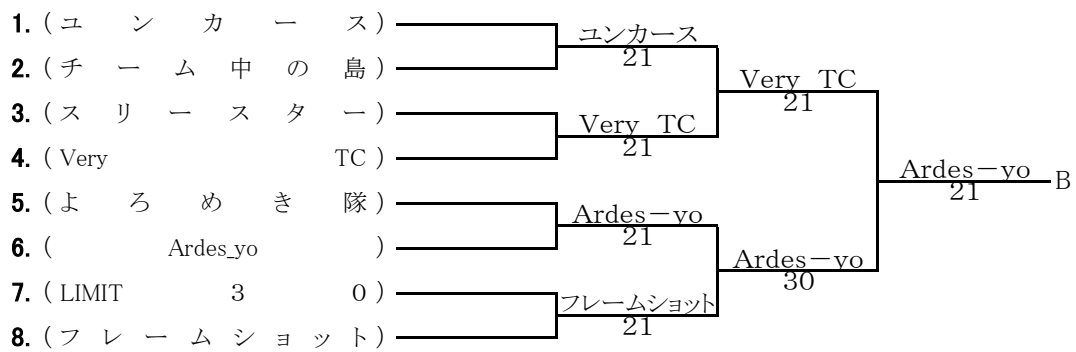 1. (ユンカース)
ユンカース
21
2. (チーム中の島)
Very TC
21
3. (スリースター)
Very TC
21
4. (Very TC)
Ardes－yo B
21
5. (よろめき隊)
Ardes－yo
21
6. (Ardes_yo)
Ardes－yo
30
7. (LIMIT 3 0)
フレームショット
21
8. (フレームショット)